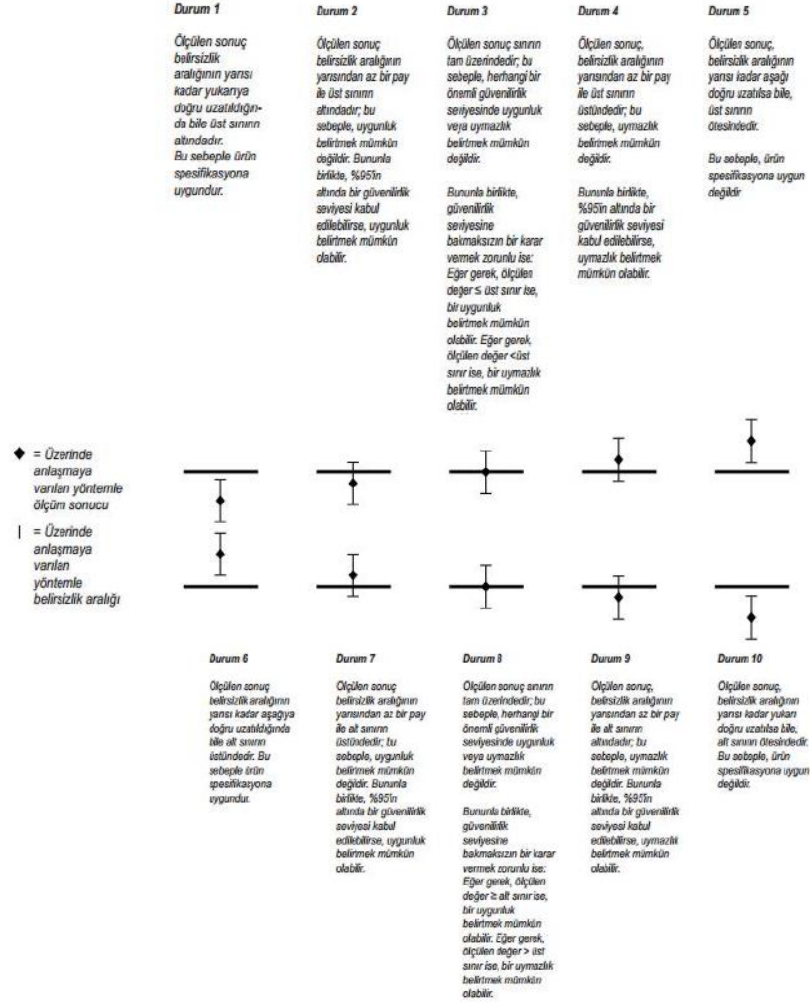 Durum 1
Ölçülen sonuç
belirsizlik
aralığının yarısı
kadar yukarıya
doğru uzatıldığın-
da bile üst sınırın
altındadır.
Bu sebeple ürün
spesifikasyona
uygundur.
Durum 2
Ölçülen sonuç
belirsizlik aralığının
yarısından az bir pay
ile üst sınırın
altındadır; bu
sebeple, uygunluk
belirtmek mümkün
değildir. Bununla
birlikte, %95'in
altında bir güvenilirlik
seviyesi kabul
edilebilirse, uygunluk
belirtmek mümkün
olabilir.
Durum 3
Ölçülen sonuç sınırın
tam üzerindedir; bu
sebeple, herhangi bir
önemli güvenilirlik
seviyesinde uygunluk
veya uymazlık
belirtmek mümkün
değildir.
Bununla birlikte,
güvenilirlik
seviyesine
bakmaksızın bir karar
vermek zorunlu ise:
Eğer gerek, ölçülen
değer ≤ üst sınır ise,
bir uygunluk
belirtmek mümkün
olabilir. Eğer gerek,
ölçülen değer <üst
sınır ise, bir uymazlık
belirtmek mümkün
olabilir.
Durum 4
Ölçülen sonuç,
belirsizlik aralığının
yarısından az bir pay
ile üst sınırın
üstündedir; bu
sebeple, uymazlık
belirtmek mümkün
değildir.
Bununla birlikte,
%95'in altında bir
güvenilirlik seviyesi
kabul edilebilirse,
uymazlık belirtmek
mümkün olabilir.
Durum 5
Ölçülen sonuç,
belirsizlik aralığının
yarısı kadar aşağı
doğru uzatılsa bile,
üst sınırın
ötesindedir.
Bu sebeple, ürün
spesifikasyona uygun
değildir
= Üzerinde
anlaşmaya
varılan yöntemle
ölçüm sonucu
= Üzerinde
anlaşmaya
varılan
yöntemle
belirsizlik aralığı
Durum 6
Ölçülen sonuç
belirsizlik aralığının
yarısı kadar aşağıya
doğru uzatıldığında
bile alt sınırın
üstündedir. Bu
sebeple ürün
spesifikasyona
uygundur.
Durum 7
Ölçülen sonuç
belirsizlik aralığının
yarısından az bir pay
ile alt sınırın
üstündedir; bu
sebeple, uygunluk
belirtmek mümkün
değildir. Bununla
birlikte, %95'in
altında bir güvenilirlik
seviyesi kabul
edilebilirse, uygunluk
belirtmek mümkün
olabilir.
Durum 8
Ölçülen sonuç sınırın
tam üzerindedir; bu
sebeple, herhangi bir
önemli güvenilirlik
seviyesinde uygunluk
veya uymazlık
belirtmek mümkün
değildir.
Bununla birlikte,
güvenilirlik
seviyesine
bakmaksızın bir karar
vermek zorunlu ise:
Eğer gerek, ölçülen
değer ≥ alt sınır ise,
bir uygunluk
belirtmek mümkün
olabilir. Eğer gerek,
ölçülen değer > üst
sınır ise, bir uymazlık
belirtmek mümkün
olabilir.
Durum 9
Ölçülen sonuç,
belirsizlik aralığının
yarısından az bir pay
ile alt sınırın
altındadır; bu
sebeple, uymazlık
belirtmek mümkün
değildir. Bununla
birlikte, %95'in
altında bir güvenilirlik
seviyesi kabul
edilebilirse, uymazlık
belirtmek mümkün
olabilir.
Durum 10
Ölçülen sonuç,
belirsizlik aralığının
yarısı kadar yukarı
doğru uzatılsa bile,
alt sınırın ötesindedir.
Bu sebeple, ürün
spesifikasyona uygun
değildir.